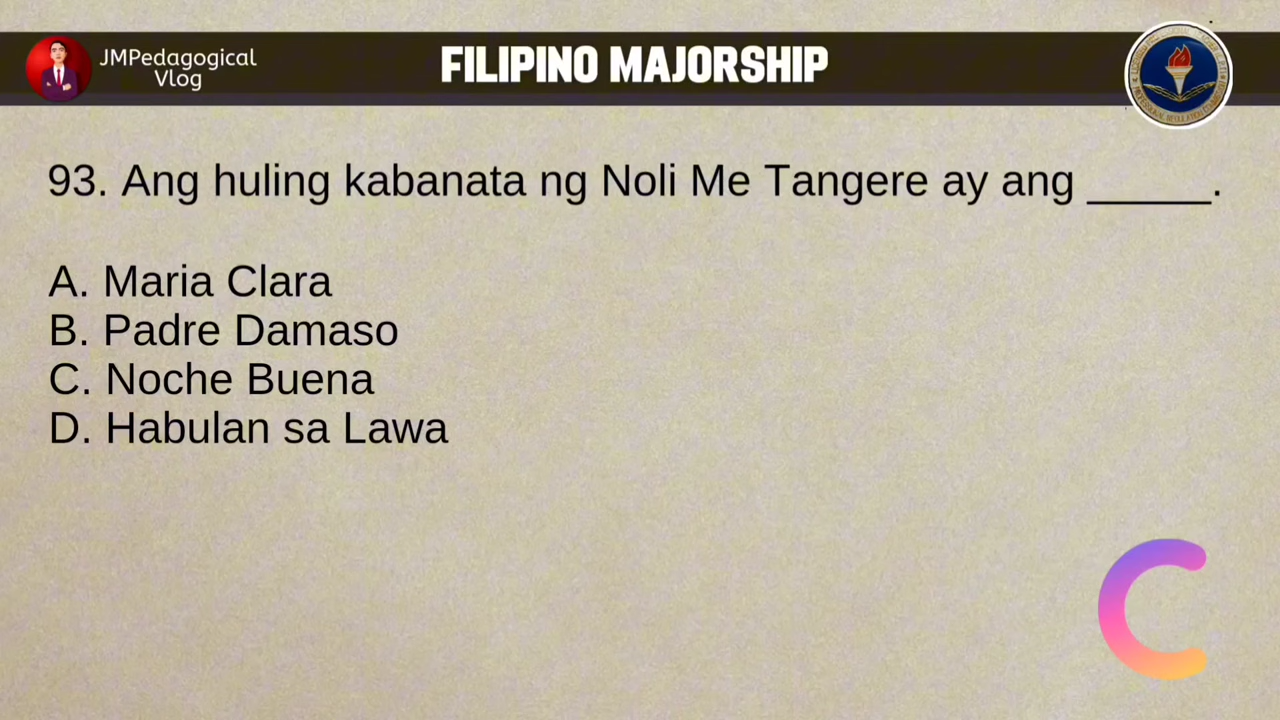 JMPedagogical
Vlog
FILIPINO MAJORSHIP
93. Ang huling kabanata ng Noli Me Tangere ay ang _____.
A. Maria Clara
B. Padre Damaso
C. Noche Buena
D. Habulan sa Lawa